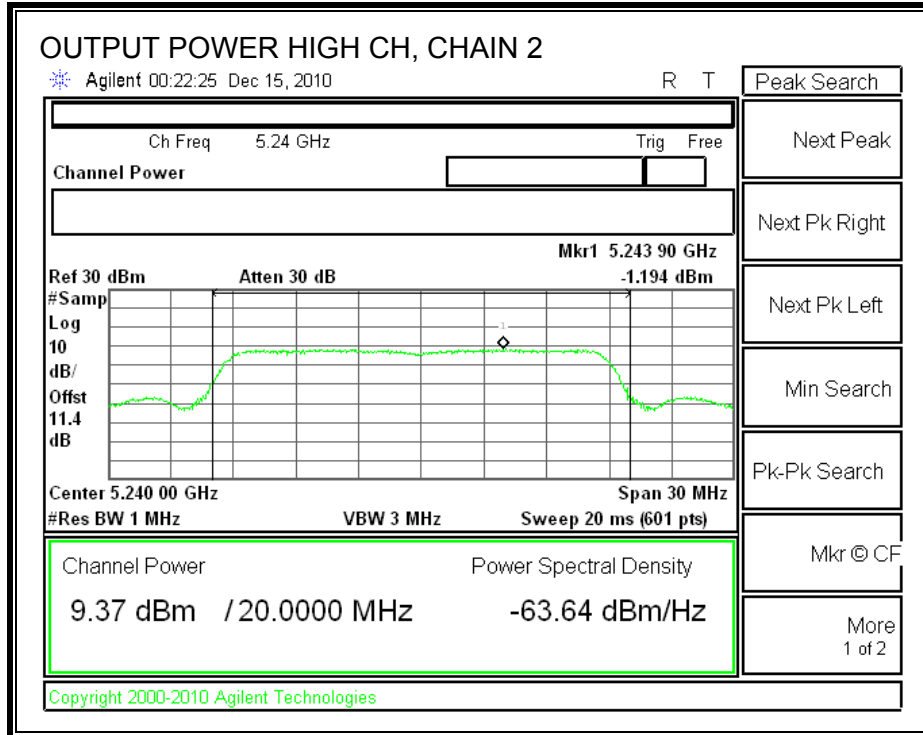 OUTPUT POWER HIGH CH, CHAIN 2
Agilent 00:22:25 Dec 15, 2010 R T
Peak Search
Ch Freq 5.24 GHz Trig Free
Channel Power
Next Peak
Next Pk Right
Mkr1 5.243 90 GHz
Ref 30 dBm Atten 30 dB -1.194 dBm
#Samp
Log
10
dB/
Offst
11.4
dB
1
Next Pk Left
Min Search
Pk-Pk Search
Center 5.240 00 GHz Span 30 MHz
#Res BW 1 MHz VBW 3 MHz Sweep 20 ms (601 pts)
Channel Power Power Spectral Density
9.37 dBm / 20.0000 MHz -63.64 dBm/Hz
Mkr © CF
More
1 of 2
Copyright 2000-2010 Agilent Technologies